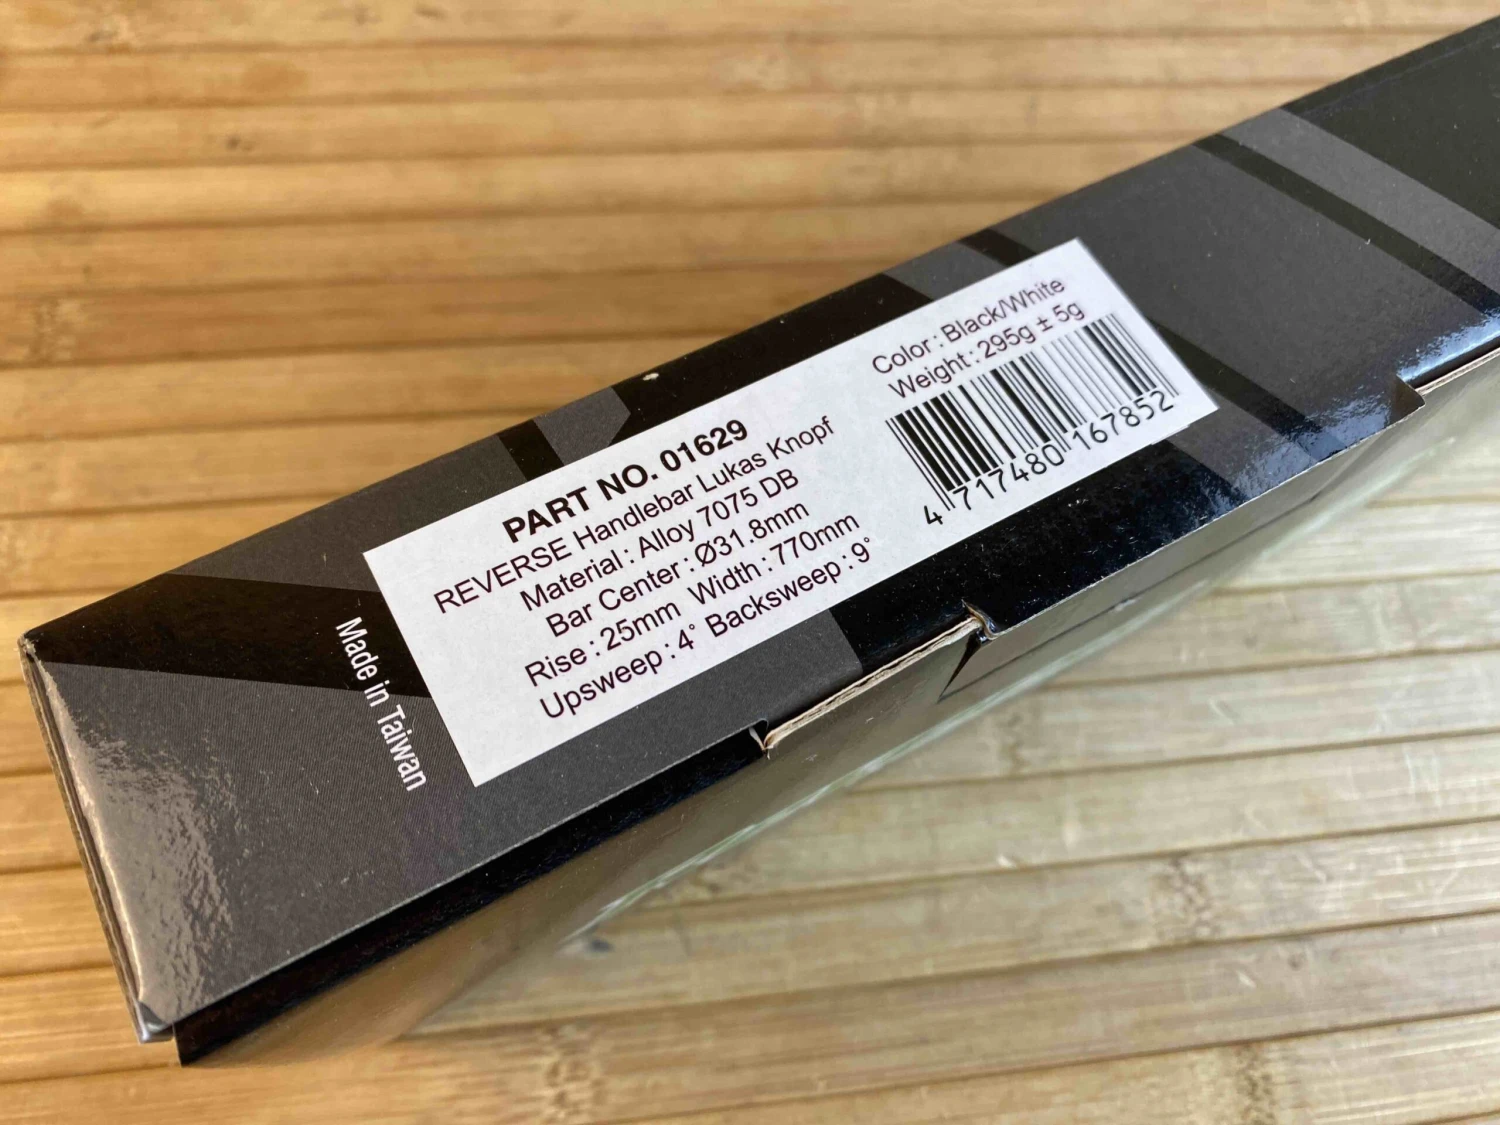 PART NO. 01629
REVERSE Handlebar Lukas Knopf
Material : Alloy 7075 DB
Bar Center : Ø31.8mm
Rise : 25mm Width : 770mm
Upsweep : 4° Backsweep : 9°
Color : Black/White
Weight : 295g ± 5g
4 717480 167852
Made in Taiwan